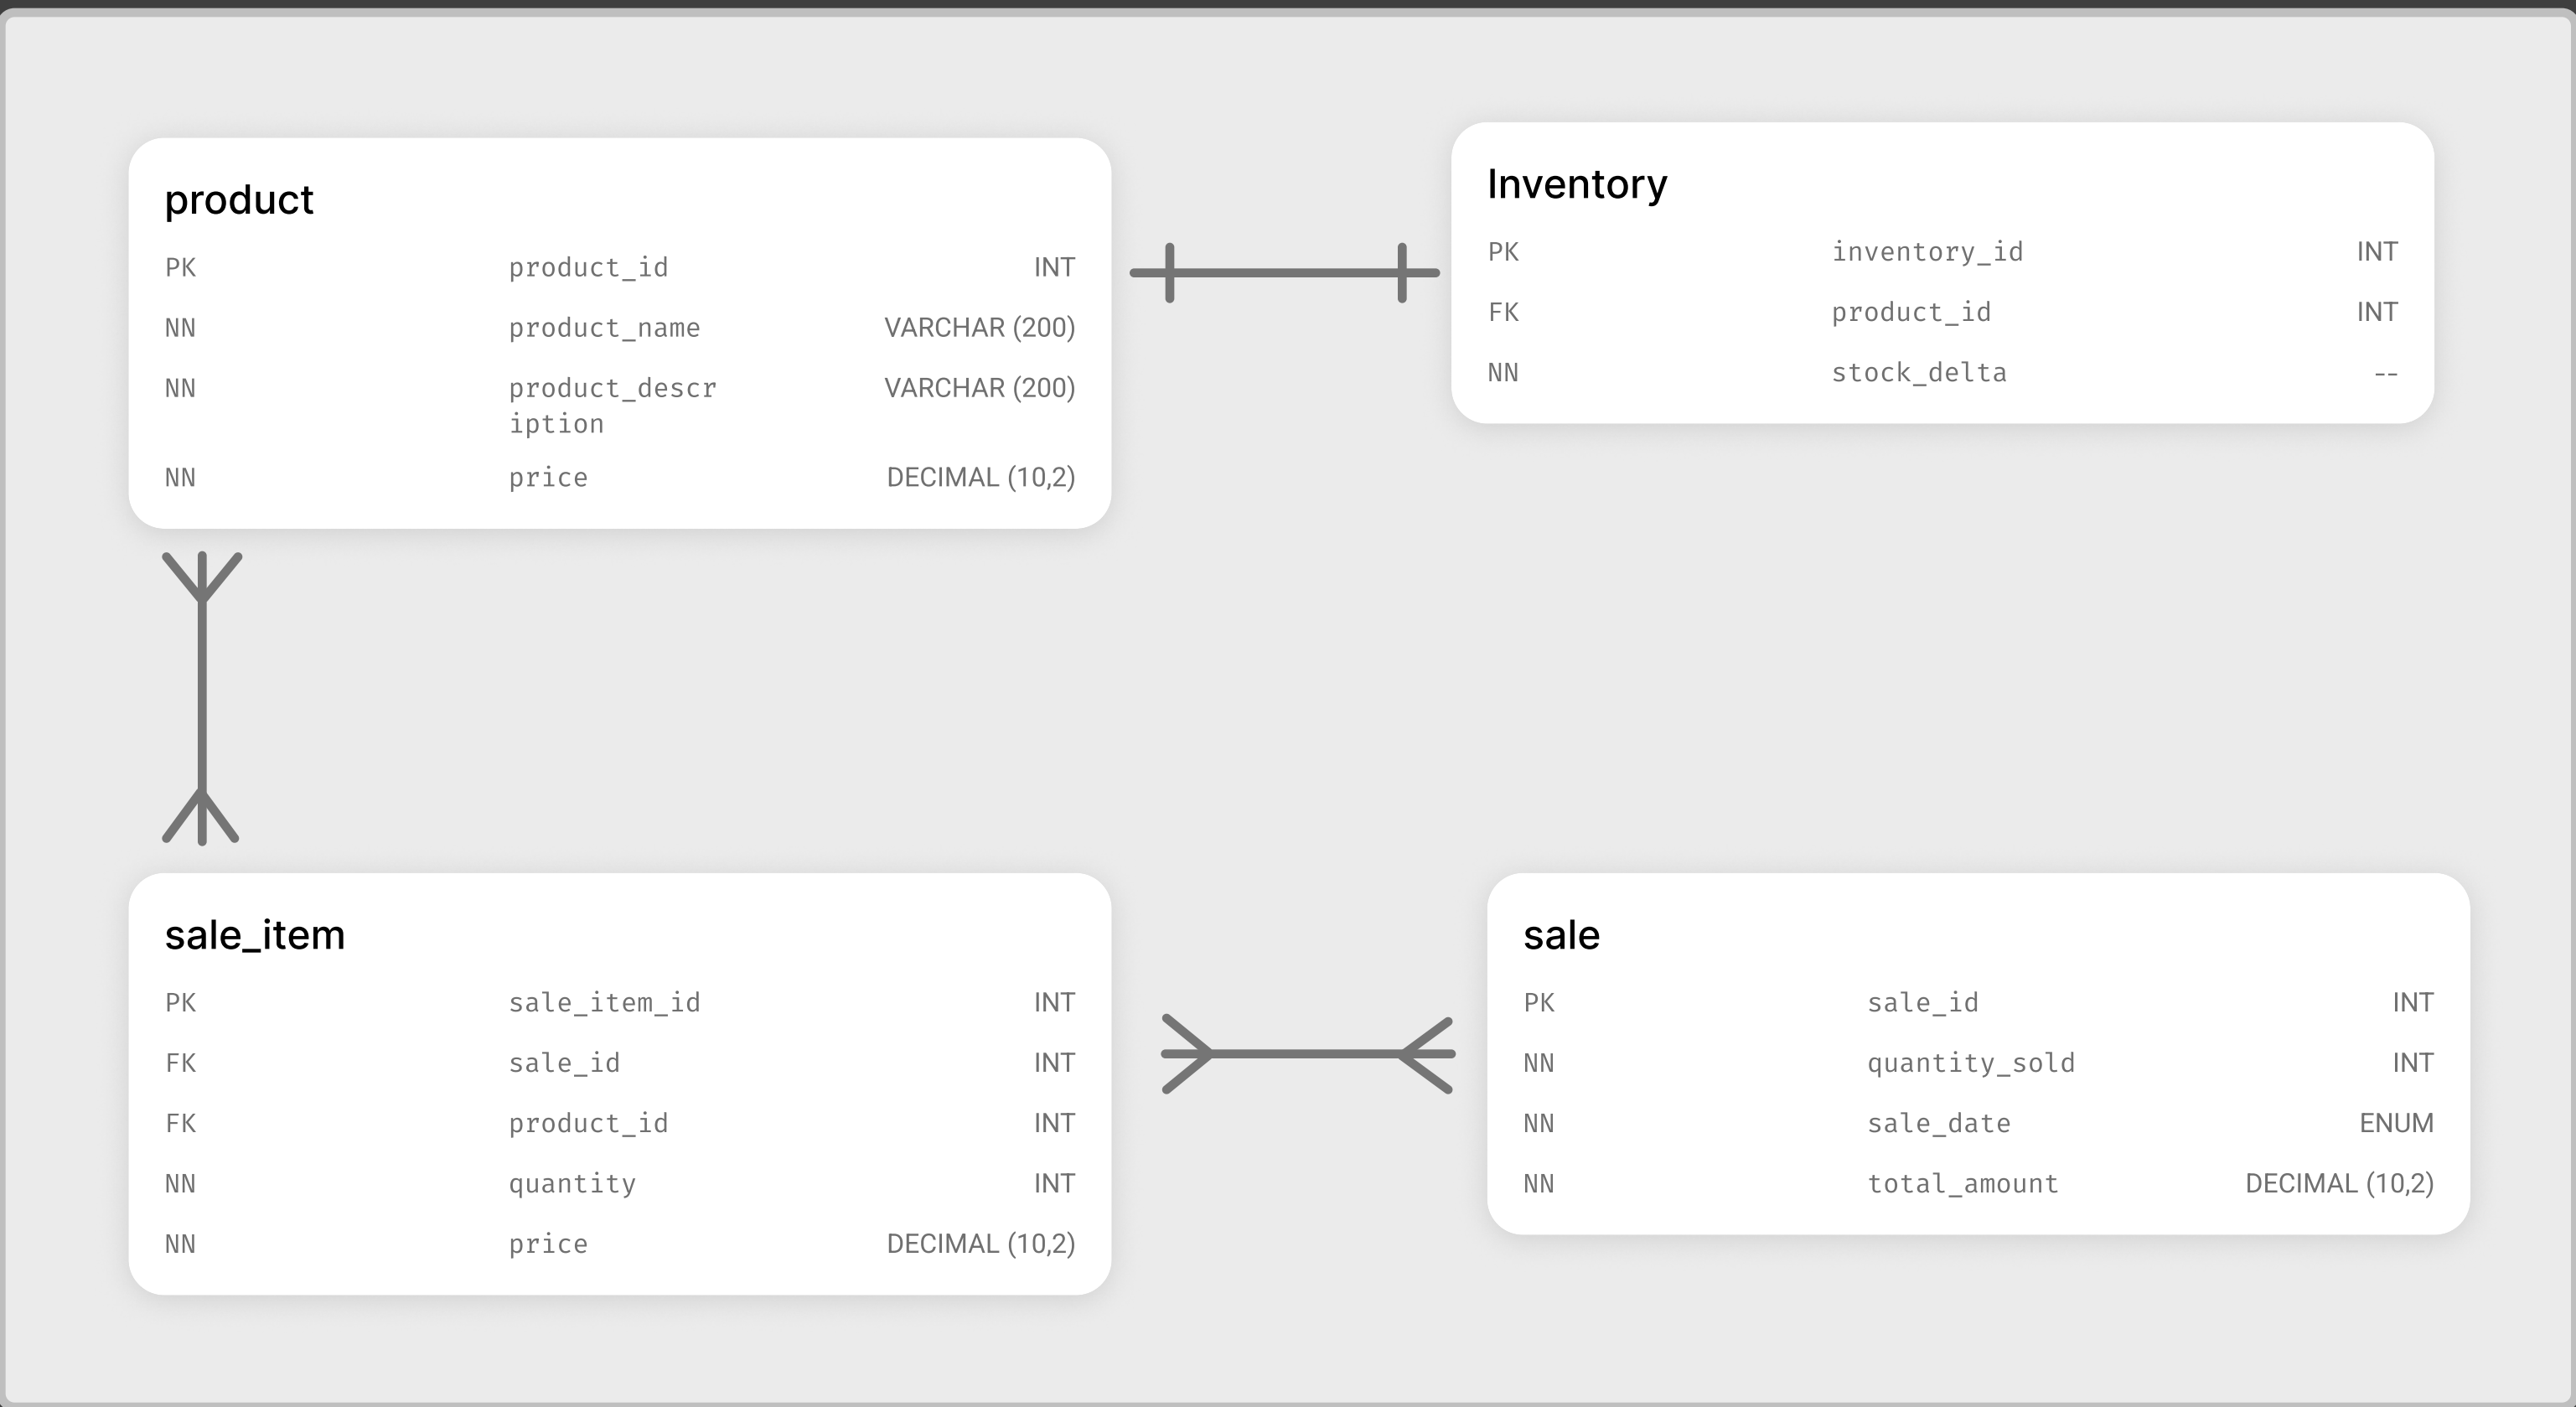 product
PK product_id INT
NN product_name VARCHAR (200)
NN product_descr VARCHAR (200)
iption
NN price DECIMAL (10,2)
Inventory
PK inventory_id INT
FK product_id INT
NN stock_delta --
sale_item
PK sale_item_id INT
FK sale_id INT
FK product_id INT
NN quantity INT
NN price DECIMAL (10,2)
sale
PK sale_id INT
NN quantity_sold INT
NN sale_date ENUM
NN total_amount DECIMAL (10,2)